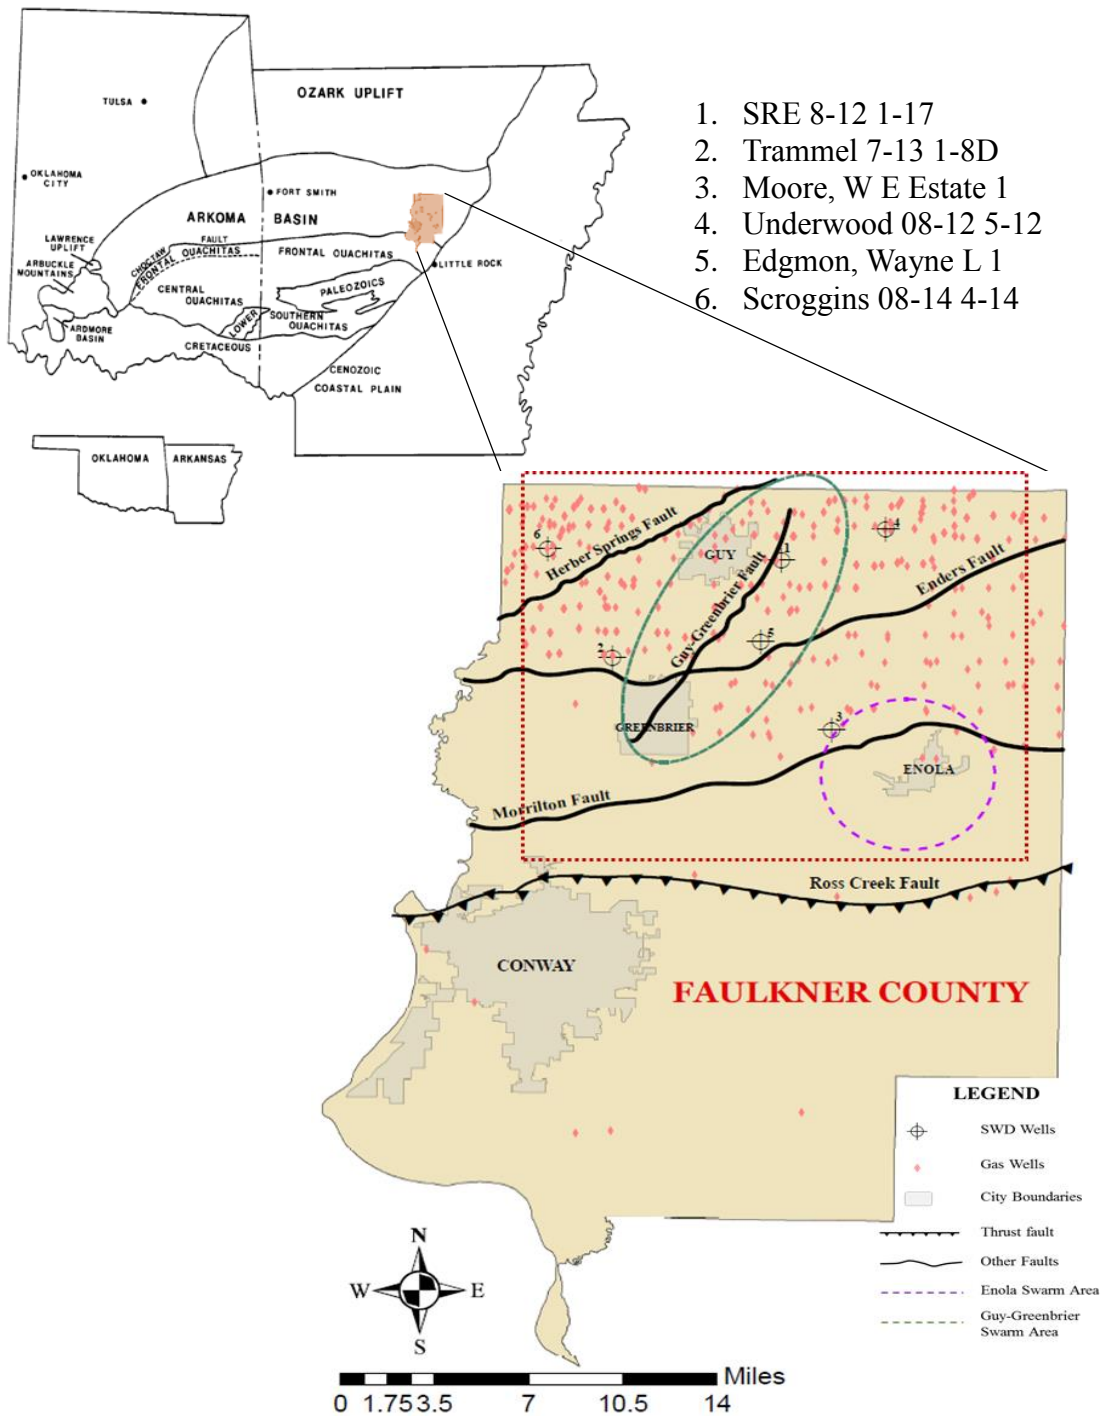 OZARK UPLIFT
TULSA
OKLAHOMA
CITY
FORT SMITH
ARKOMA BASIN
LAWRENCE
UPLIFT
CHOCTAW
FAULT
FRONTAL OUACHITAS
FRONTAL OUACHITAS
ARBUCKLE
MOUNTAINS
LITTLE ROCK
CENTRAL
OUACHITAS
PALEOZOICS
LOWER
SOUTHERN
OUACHITAS
ARDMORE
BASIN
CRETACEOUS
CENOZOIC
COASTAL PLAIN
OKLAHOMA
ARKANSAS
1. SRE 8-12 1-17
2. Trammel 7-13 1-8D
3. Moore, W E Estate 1
4. Underwood 08-12 5-12
5. Edgmon, Wayne L 1
6. Scroggins 08-14 4-14
Herber Springs Fault
6
4
GUY
1
Guy-Greenbrier Fault
Enders Fault
5
2
GREENBRIER
3
ENOLA
Morrilton Fault
Ross Creek Fault
CONWAY
FAULKNER COUNTY
LEGEND
SWD Wells
Gas Wells
City Boundaries
Thrust fault
Other Faults
Enola Swarm Area
Guy-Greenbrier
Swarm Area
N
W E
S
Miles
0 1.75 3.5 7 10.5 14